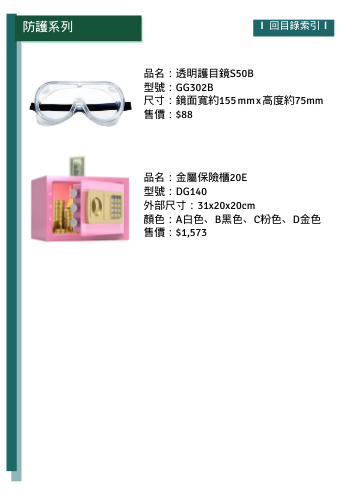 防護系列
I 回目錄索引 I
品名：透明護目鏡S50B
型號：GG302B
尺寸：鏡面寬約155mmx高度約75mm
售價：$88
品名：金屬保險櫃20E
型號：DG140
外部尺寸：31x20x20cm
顏色：A白色、B黑色、C粉色、D金色
售價：$1,573